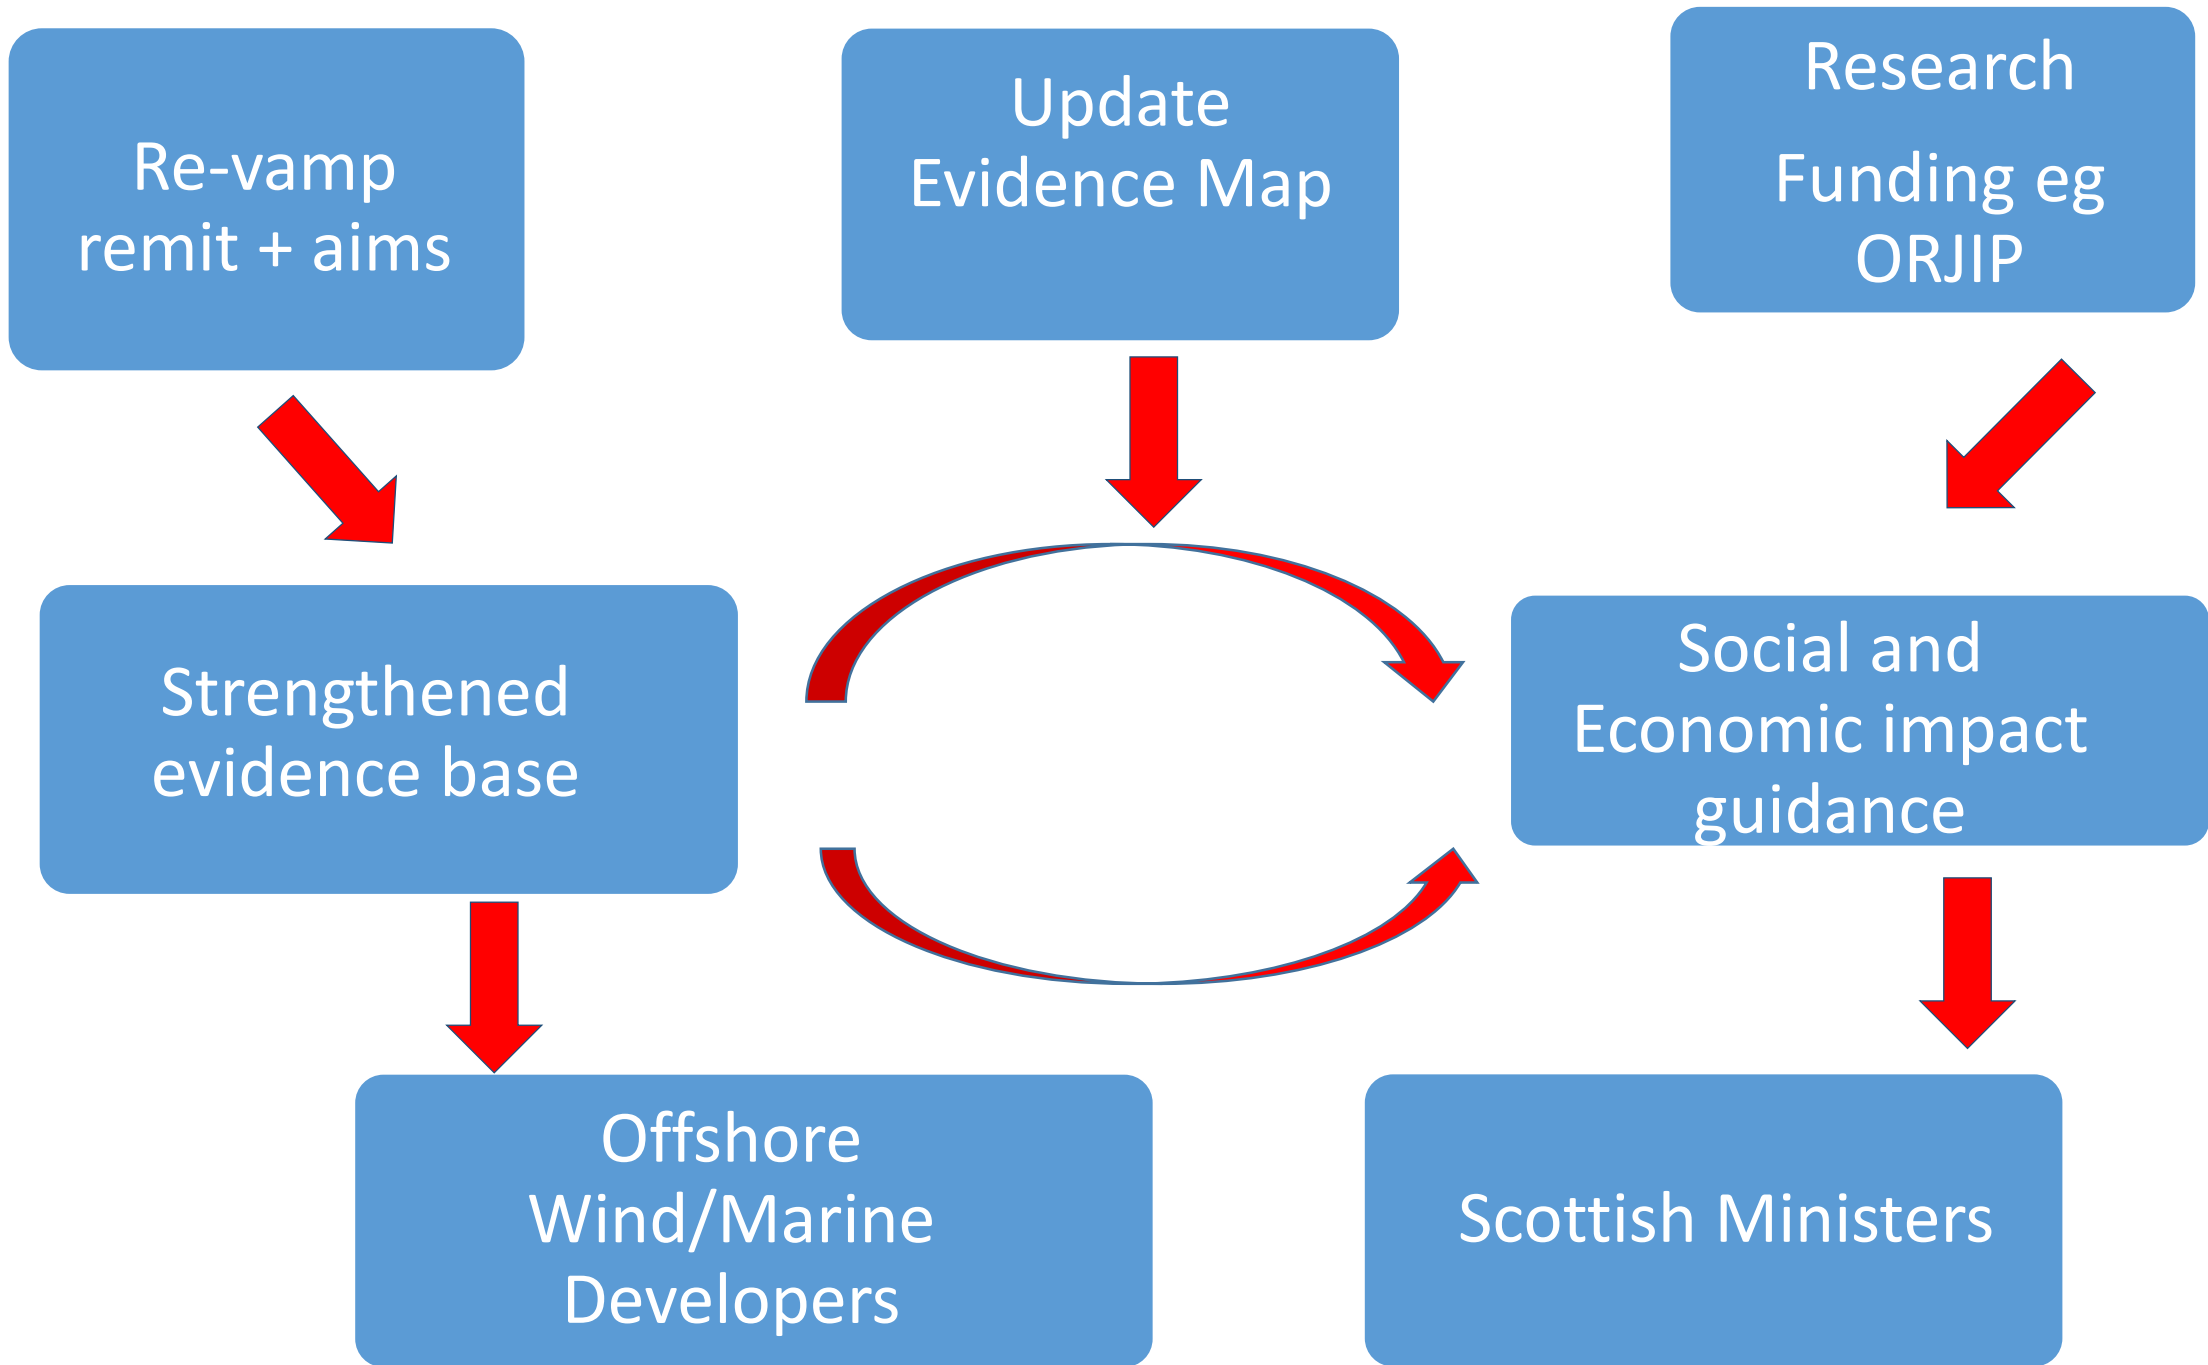 Re-vamp
remit + aims
Update
Evidence Map
Research
Funding eg
ORJIP
Strengthened
evidence base
Social and
Economic impact
guidance
Offshore
Wind/Marine
Developers
Scottish Ministers